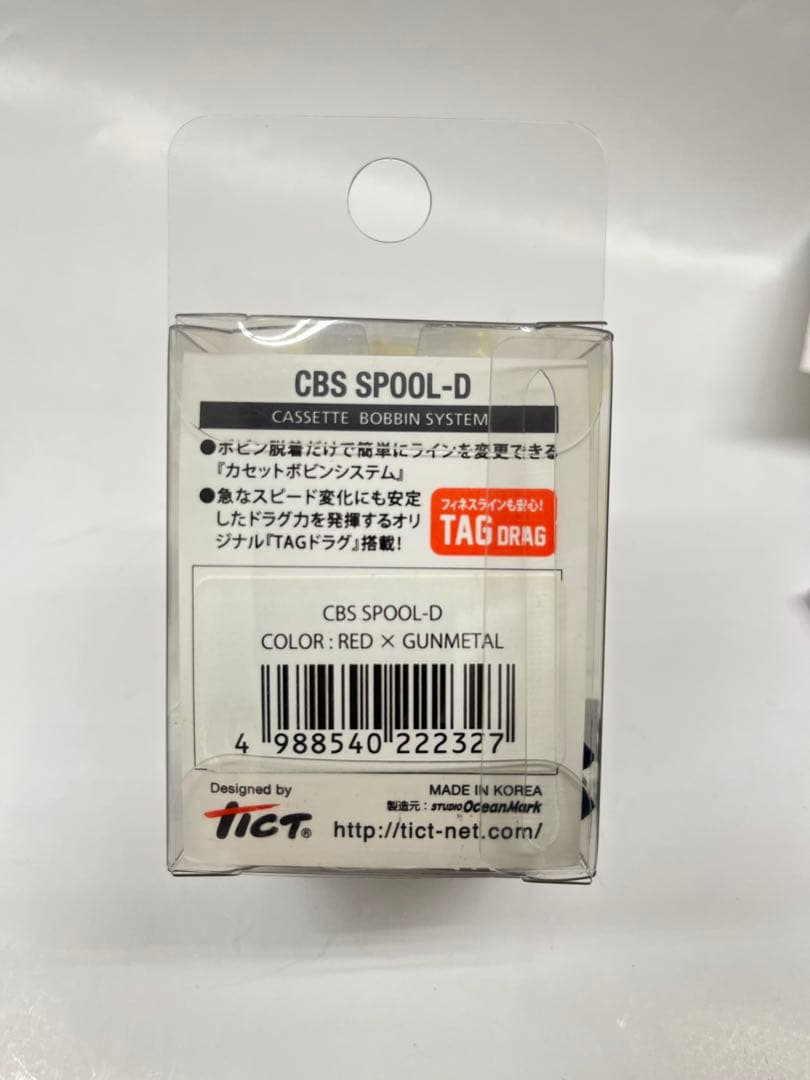 CBS SPOOL-D
CASSETTE BOBBIN SYSTEM
●ボビン脱着だけで簡単にラインを変更できる
『カセットボビンシステム』
●急なスピード変化にも安定
したドラグ力を発揮するオリ
ジナル『TAGドラグ』搭載!
フィネスラインも安心!
TAG DRAG
CBS SPOOL-D
COLOR : RED × GUNMETAL
4 988540 222327
Designed by
TICT®
MADE IN KOREA
製造元：STUDIO OceanMark
http://tict-net.com/